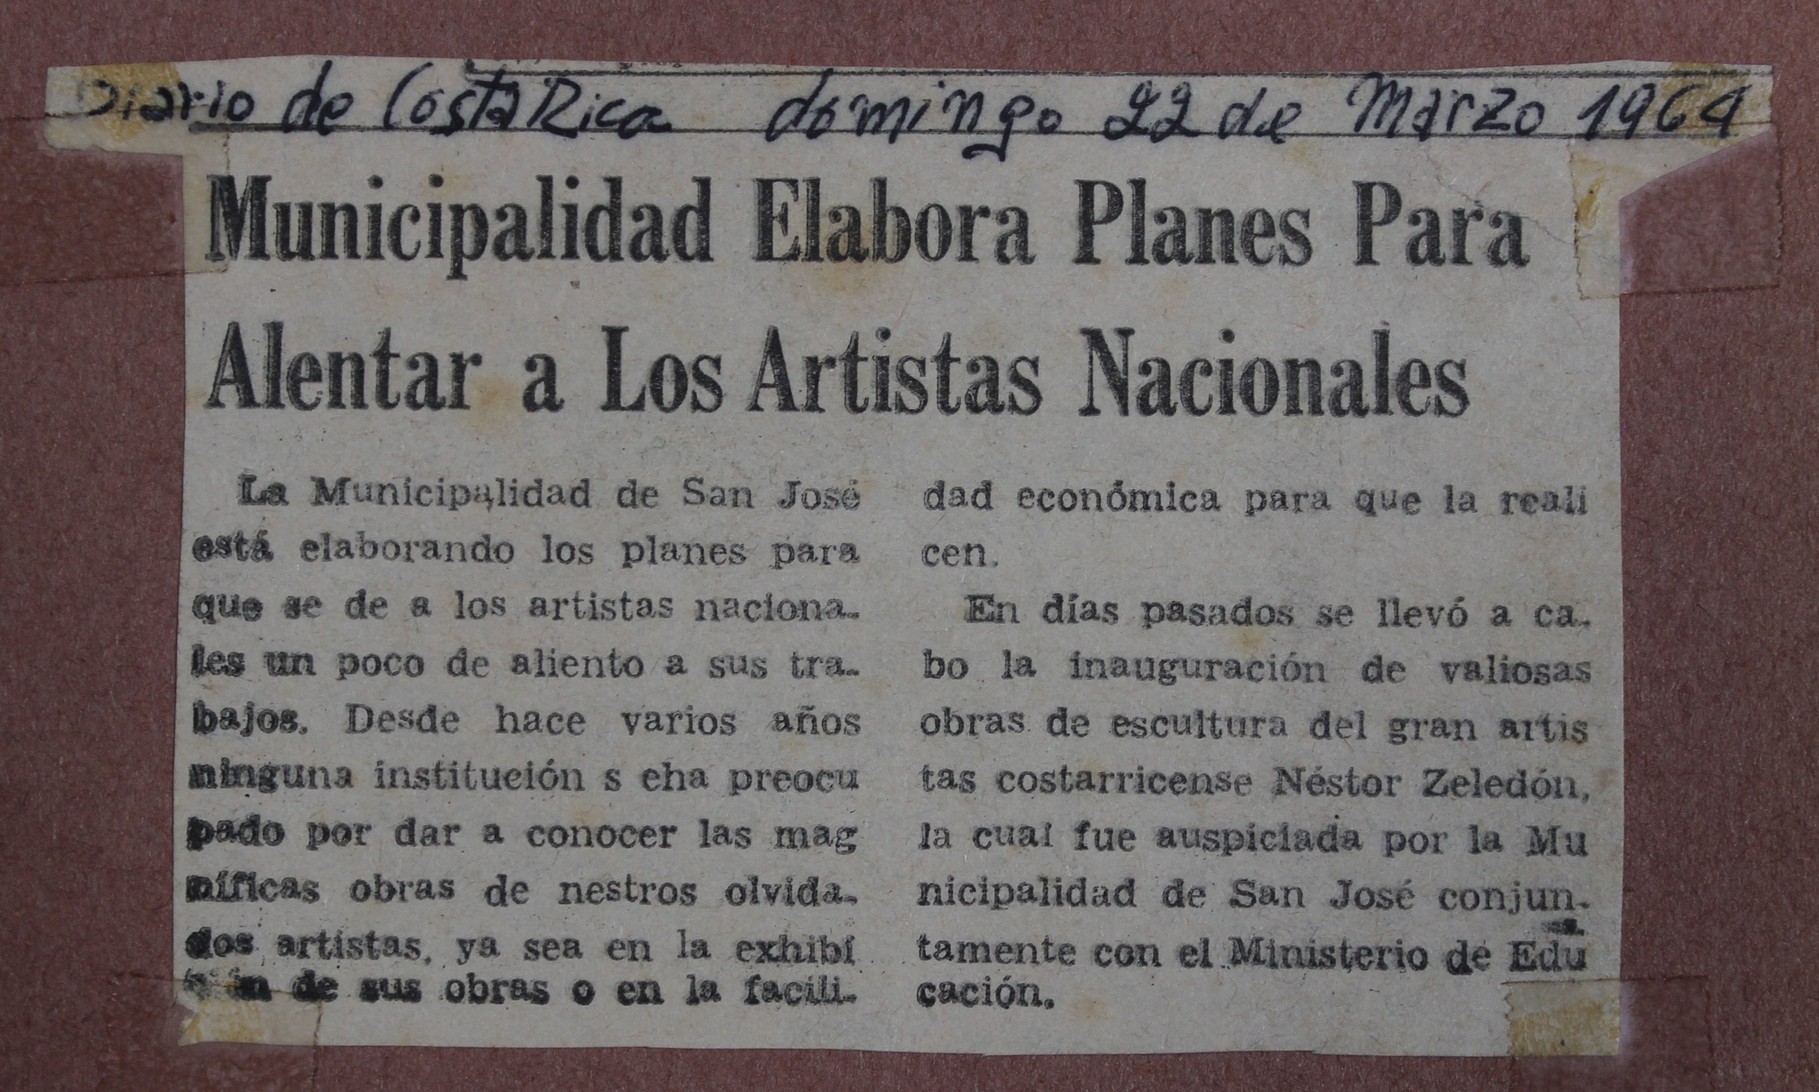 Diario de Costa Rica domingo 22 de Marzo 1964
Municipalidad Elabora Planes Para
Alentar a Los Artistas Nacionales
La Municipalidad de San José
está elaborando los planes para
que se de a los artistas naciona-
les un poco de aliento a sus tra-
bajos. Desde hace varios años
ninguna institución s eha preocu
pado por dar a conocer las mag
níficas obras de nestros olvida-
dos artistas, ya sea en la exhibi
ción de sus obras o en la facili-
dad económica para que la reali
cen.
En días pasados se llevó a ca-
bo la inauguración de valiosas
obras de escultura del gran artis
tas costarricense Néstor Zeledón,
la cual fue auspiciada por la Mu
nicipalidad de San José conjun-
tamente con el Ministerio de Edu
cación.